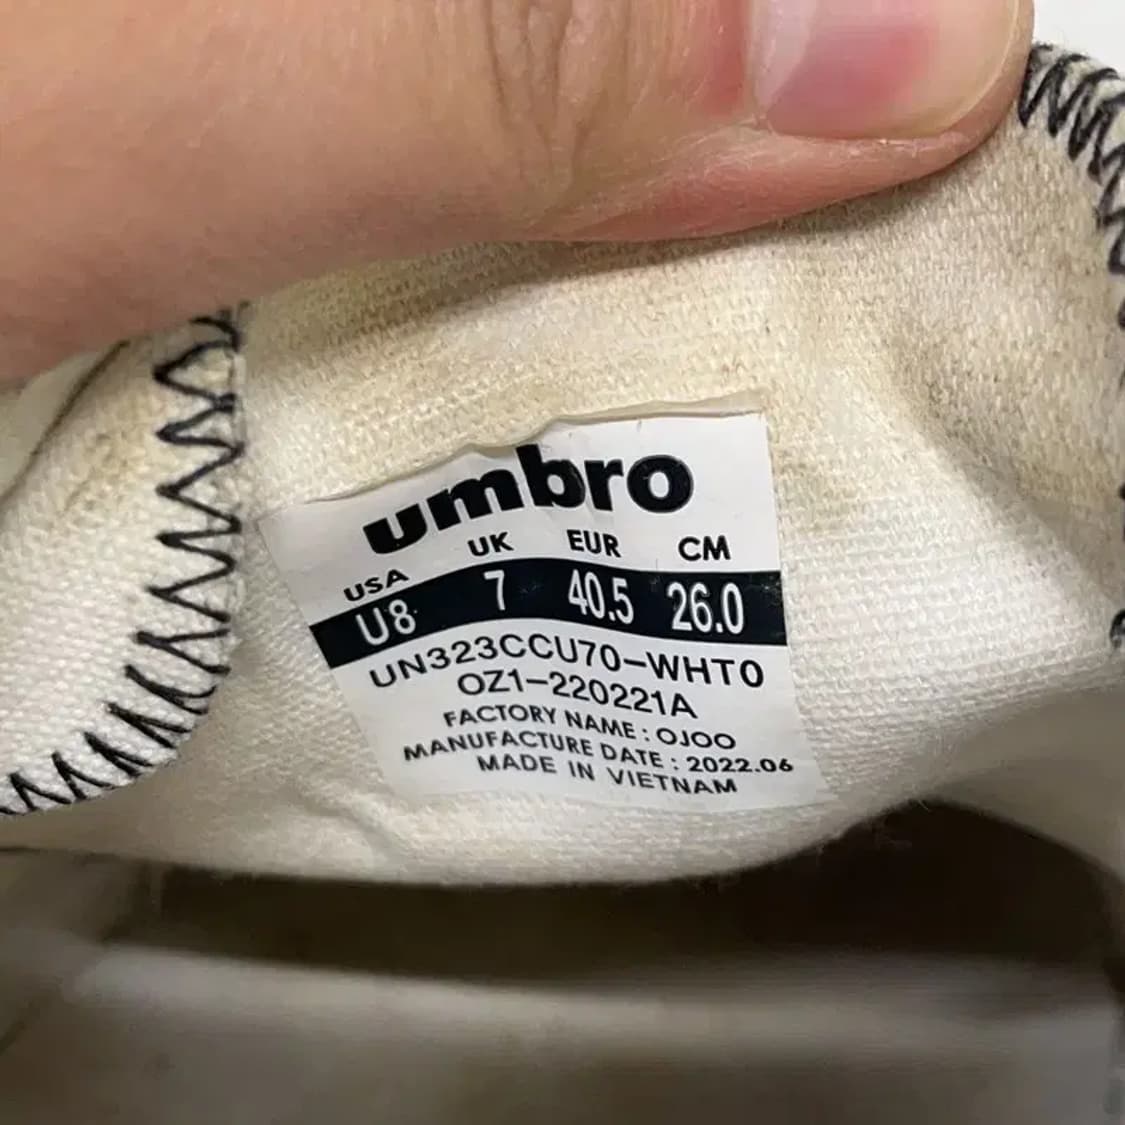 umbro
USA UK EUR CM
U8 7 40.5 26.0
UN323CCU70-WHT0
OZ1-220221A
FACTORY NAME : OJOO
MANUFACTURE DATE : 2022.06
MADE IN VIETNAM